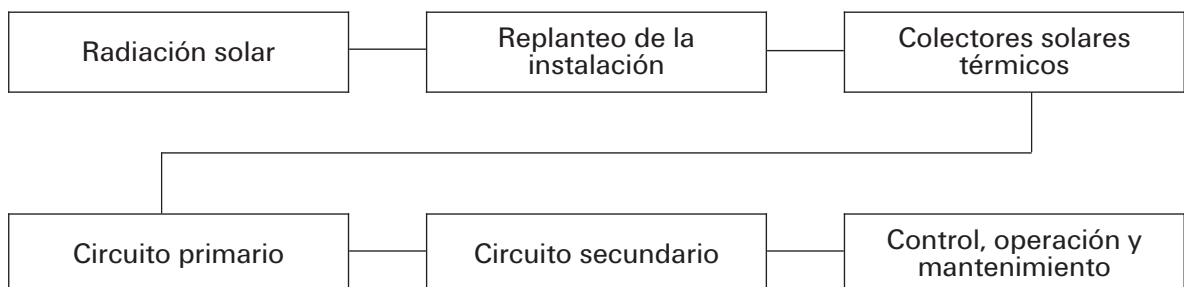 Radiación solar
Replanteo de la
instalación
Colectores solares
térmicos
Circuito primario
Circuito secundario
Control, operación y
mantenimiento